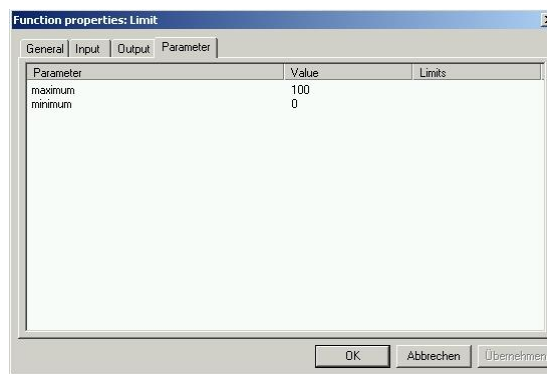 Function properties: Limit
General Input Output Parameter
Parameter Value Limits
maximum 100
minimum 0
OK Abbrechen Übernehmen